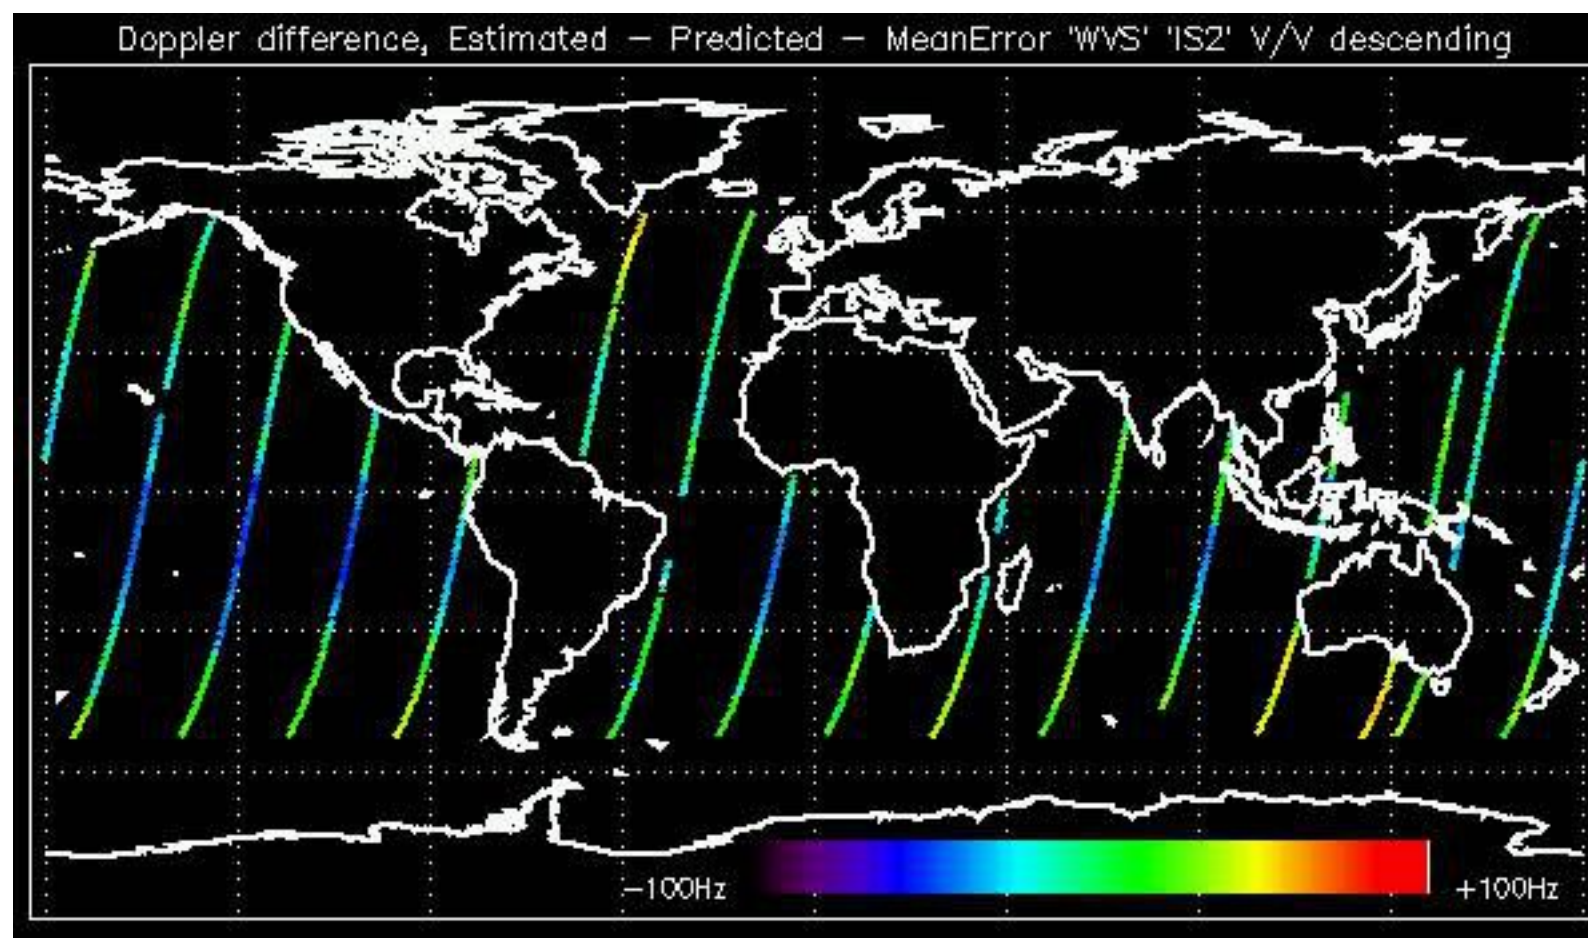 Doppler difference, Estimated – Predicted – MeanError 'WVS' 'IS2' V/V descending
–100Hz +100Hz